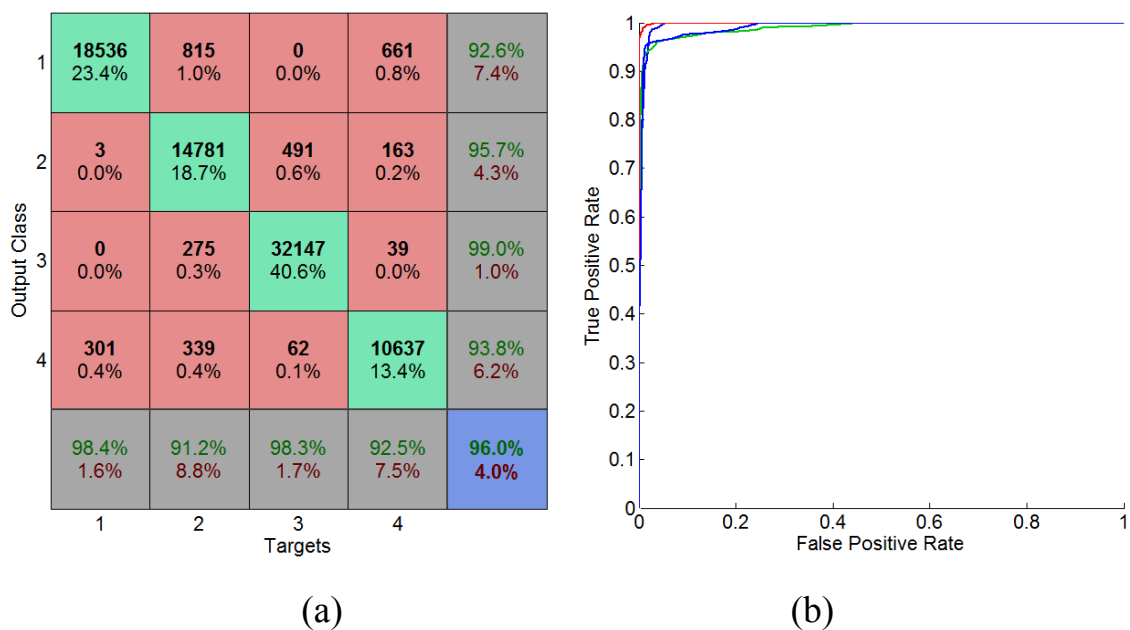 18536 815 0 661 92.6%
1 23.4% 1.0% 0.0% 0.8% 7.4%
3 14781 491 163 95.7%
2 0.0% 18.7% 0.6% 0.2% 4.3%
0 275 32147 39 99.0%
3 0.0% 0.3% 40.6% 0.0% 1.0%
301 339 62 10637 93.8%
4 0.4% 0.4% 0.1% 13.4% 6.2%
98.4% 91.2% 98.3% 92.5% 96.0%
1.6% 8.8% 1.7% 7.5% 4.0%
1 2 3 4
Targets
Output Class
(a)
1
0.9
0.8
0.7
0.6
0.5
0.4
0.3
0.2
0.1
0
0 0.2 0.4 0.6 0.8 1
False Positive Rate
True Positive Rate
(b)